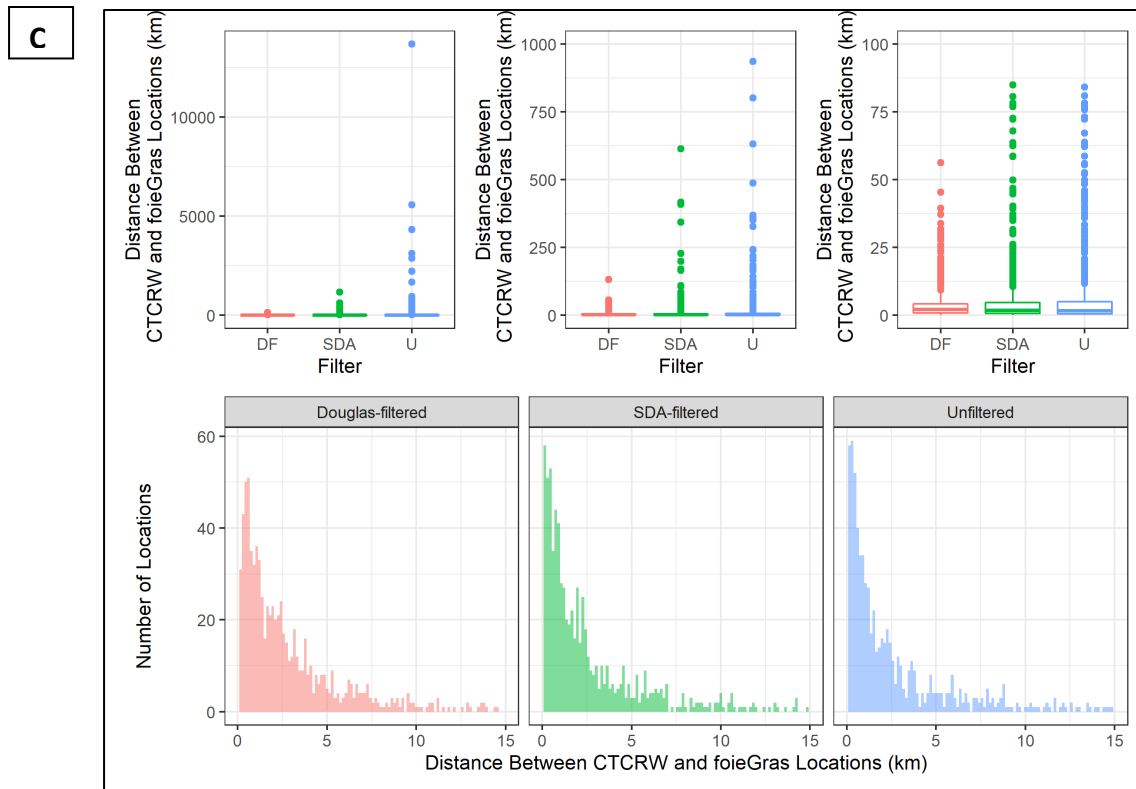 C
Distance Between
CTCRW and foieGras Locations (km)
10000
5000
0
DF
SDA
U
Filter
Distance Between
CTCRW and foieGras Locations (km)
1000
750
500
250
0
DF
SDA
U
Filter
Distance Between
CTCRW and foieGras Locations (km)
100
75
50
25
0
DF
SDA
U
Filter
Douglas-filtered
SDA-filtered
Unfiltered
Number of Locations
60
40
20
0
0
5
10
15
0
5
10
15
0
5
10
15
Distance Between CTCRW and foieGras Locations (km)